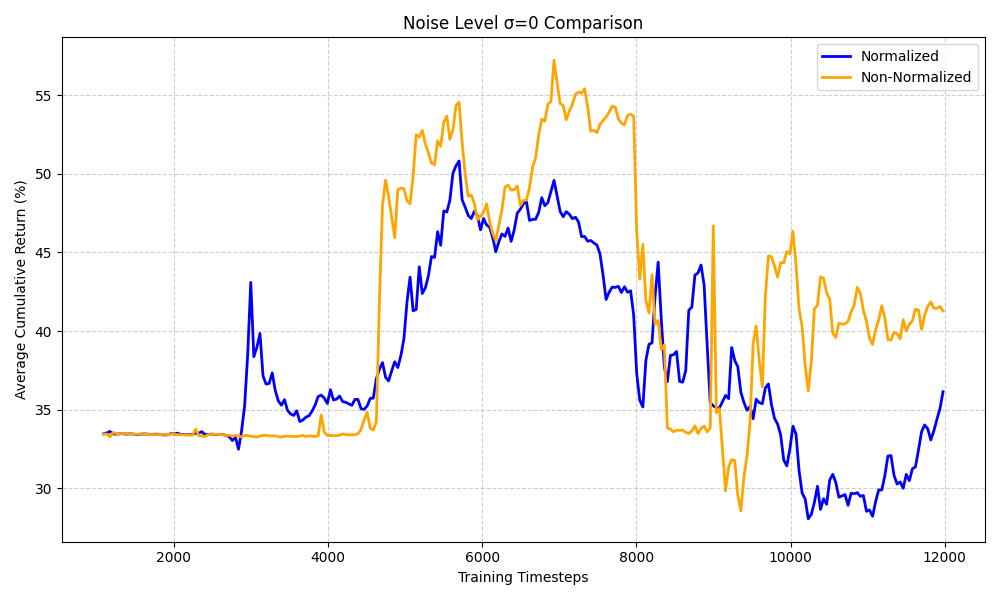 Noise Level σ=0 Comparison
Normalized
Non-Normalized
Average Cumulative Return (%)
55
50
45
40
35
30
2000 4000 6000 8000 10000 12000
Training Timesteps